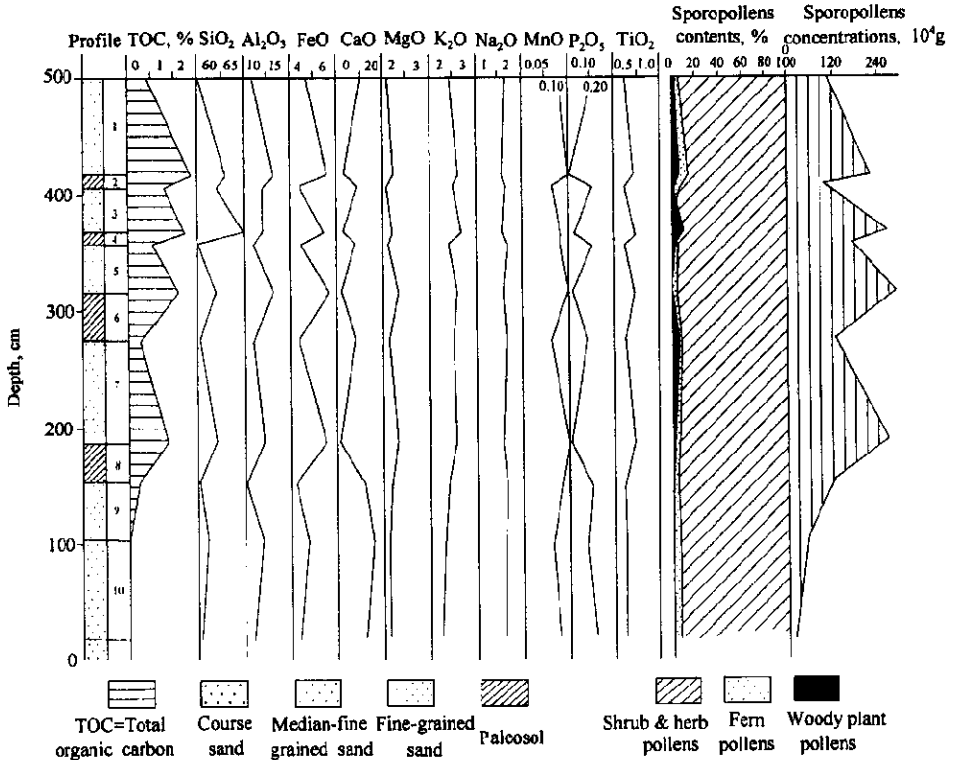 Sporopollens Sporopollens
Profile TOC, % SiO₂ Al₂O₃ FeO CaO MgO K₂O Na₂O MnO P₂O₅ TiO₂ contents, % concentrations, 10⁴g
0 1 2 60 65 10 15 4 6 0 20 2 3 2 3 1 2 0,05 0,10 0,5 1,0 0 20 40 60 80 100 0 120 240
0,10 0,20
500
1
2
400
3
4
5
300
6
7
200
8
9
100
10
0
Depth, cm
TOC=Total
organic carbon
Course
sand
Median-fine
grained sand
Fine-grained
sand
Palcosol
Shrub & herb
pollens
Fern
pollens
Woody plant
pollens